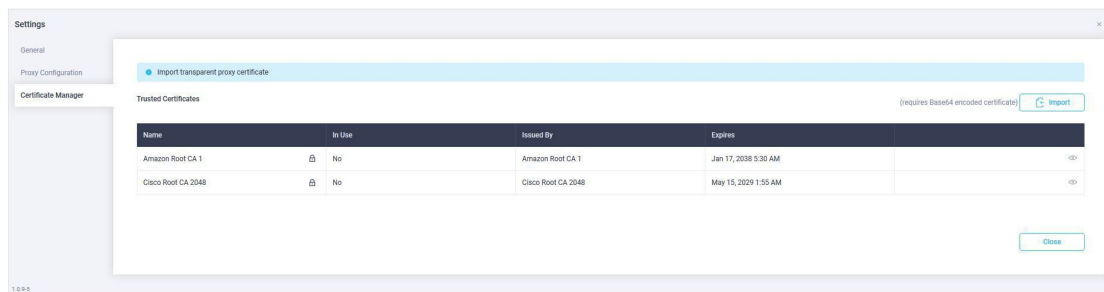 Settings
General
Proxy Configuration
Certificate Manager
Import transparent proxy certificate
Trusted Certificates
(requires Base64 encoded certificate) Import
Name In Use Issued By Expires
Amazon Root CA 1 No Amazon Root CA 1 Jan 17, 2038 5:30 AM
Cisco Root CA 2048 No Cisco Root CA 2048 May 15, 2029 1:55 AM
Close
1.0.9-5